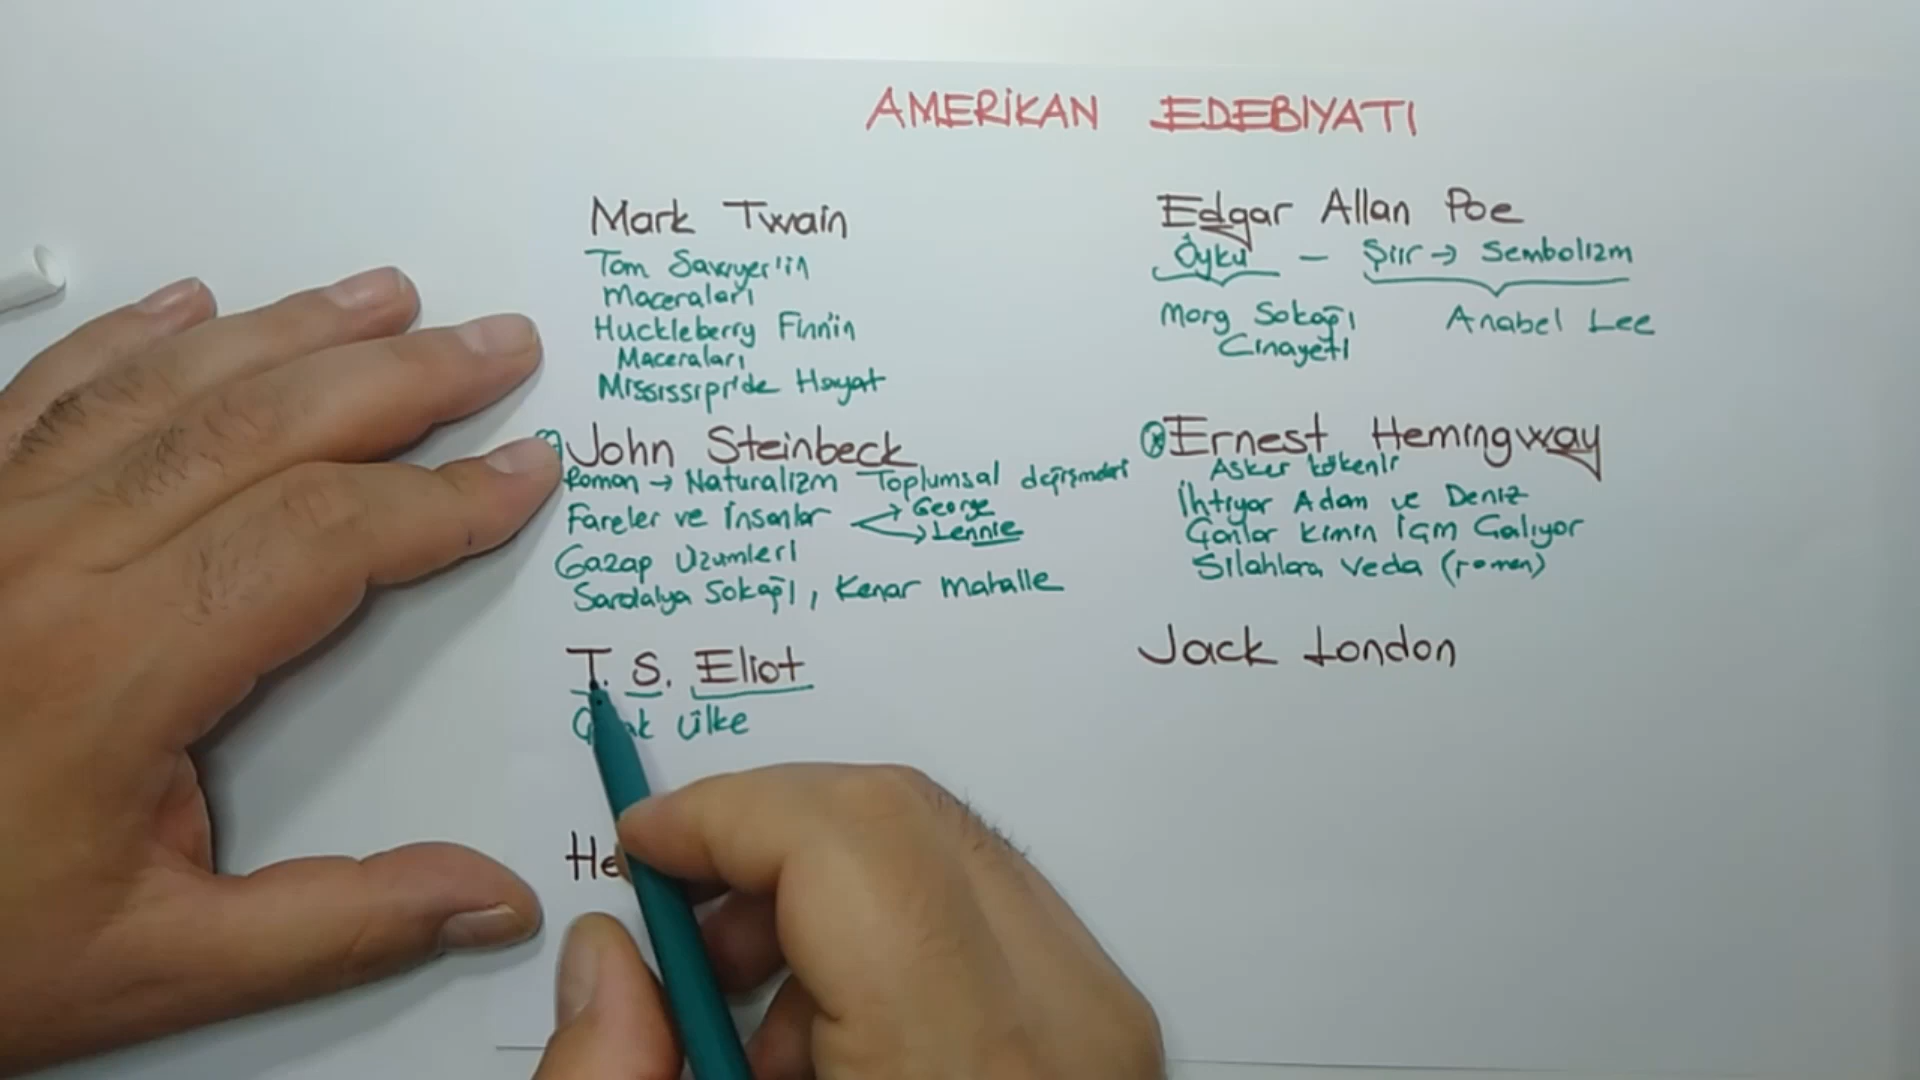 AMERİKAN EDEBIYATI
Mark Twain
Tom Sawyer'in
Maceraları
Huckleberry Finn'in
Maceraları
Mississippi'de Hayat
Edgar Allan Poe
Öykü — Şiir → Sembolizm
Morg Sokağı
Cinayeti
Anabel Lee
John Steinbeck
Roman → Naturalizm Toplumsal
Fareler ve İnsanlar → George
→ Lennie
Gazap Üzümleri
Sardalya Sokağı, Kenar Mahalle
Ernest Hemingway
Asker kökenli
İhtiyar Adam ve Deniz
Çanlar Kimin İçin Çalıyor
Silahlara Veda (roman)
T. S. Eliot
Ülke
Jack London